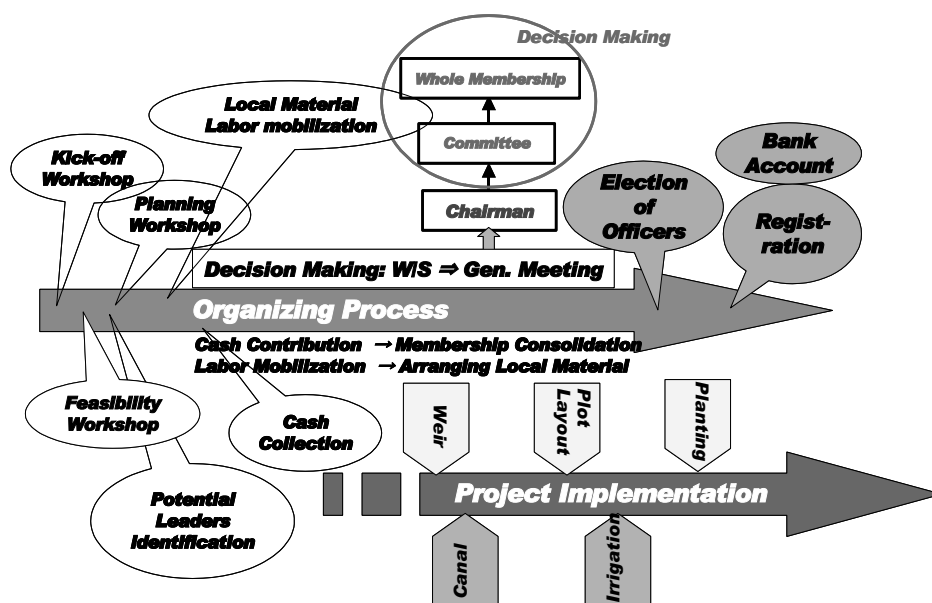 Decision Making
Whole Membership
Local Material
Labor mobilization
Committee
Bank
Account
Kick-off
Workshop
Election
of
Officers
Planning
Workshop
Chairman
Regist-
ration
Decision Making: W/S ⇒ Gen. Meeting
Organizing Process
Cash Contribution → Membership Consolidation
Labor Mobilization → Arranging Local Material
Feasibility
Workshop
Cash
Collection
Weir
Plot
Layout
Planting
Project Implementation
Potential
Leaders
Identification
Canal
Irrigation